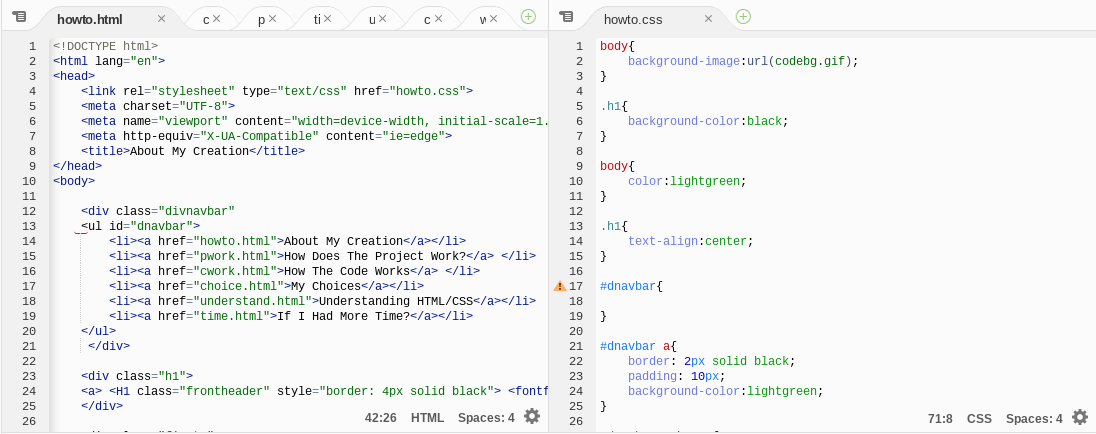 howto.html × c× p× ti× u× c× w×
1 <!DOCTYPE html>
2 <html lang="en">
3 <head>
4 <link rel="stylesheet" type="text/css" href="howto.css">
5 <meta charset="UTF-8">
6 <meta name="viewport" content="width=device-width, initial-scale=1.
7 <meta http-equiv="X-UA-Compatible" content="ie=edge">
8 <title>About My Creation</title>
9 </head>
10 <body>
11
12 <div class="divnavbar"
13 <ul id="dnavbar">
14 <li><a href="howto.html">About My Creation</a></li>
15 <li><a href="pwork.html">How Does The Project Work?</a> </li>
16 <li><a href="cwork.html">How The Code Works</a> </li>
17 <li><a href="choice.html">My Choices</a></li>
18 <li><a href="understand.html">Understanding HTML/CSS</a></li>
19 <li><a href="time.html">If I Had More Time?</a></li>
20 </ul>
21 </div>
22
23 <div class="h1">
24 <a> <H1 class="frontheader" style="border: 4px solid black"> <fontf
25 </div>
26
42:26 HTML Spaces: 4
howto.css ×
1 body{
2 background-image:url(codebg.gif);
3 }
4
5 .h1{
6 background-color:black;
7 }
8
9 body{
10 color:lightgreen;
11 }
12
13 .h1{
14 text-align:center;
15 }
16
17 #dnavbar{
18
19 }
20
21 #dnavbar a{
22 border: 2px solid black;
23 padding: 10px;
24 background-color:lightgreen;
25 }
26
71:8 CSS Spaces: 4